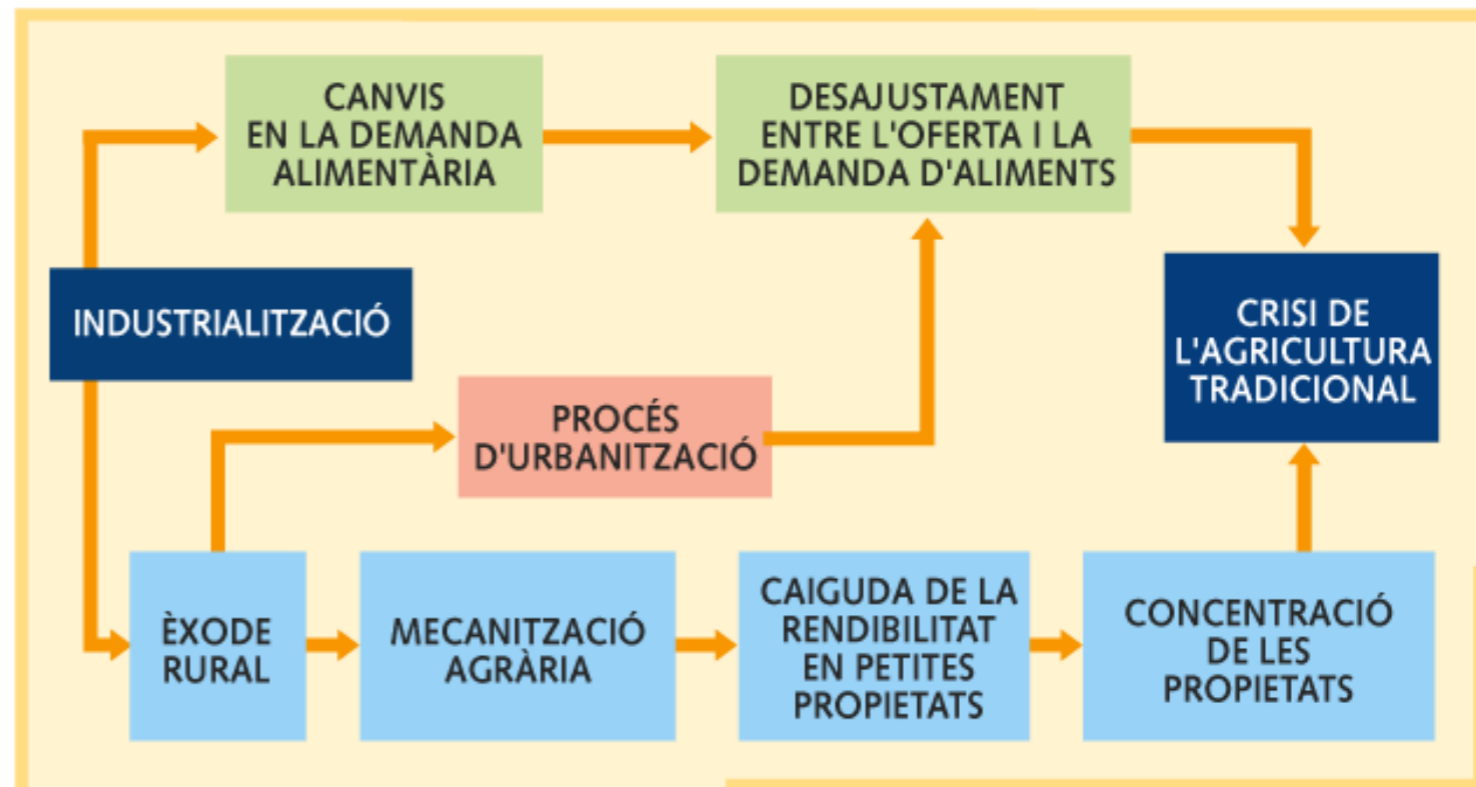 CANVIS
EN LA DEMANDA
ALIMENTÀRIA
DESAJUSTAMENT
ENTRE L'OFERTA I LA
DEMANDA D'ALIMENTS
INDUSTRIALITZACIÓ
CRISI DE
L'AGRICULTURA
TRADICIONAL
PROCÉS
D'URBANITZACIÓ
ÈXODE
RURAL
MECANITZACIÓ
AGRÀRIA
CAIGUDA DE LA
RENDIBILITAT
EN PETITES
PROPIETATS
CONCENTRACIÓ
DE LES
PROPIETATS